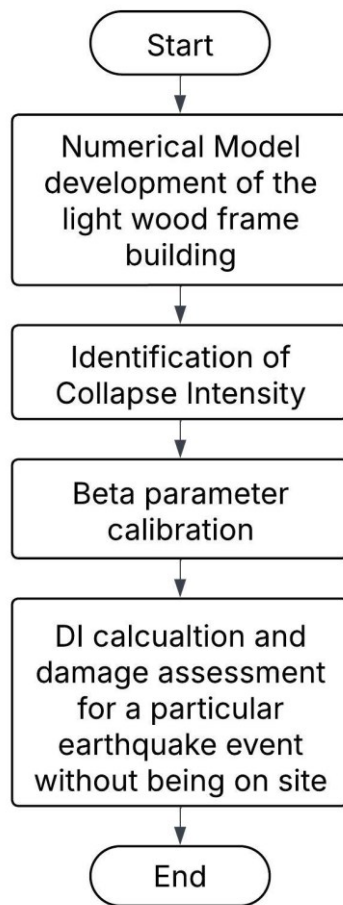 Start
Numerical Model
development of the
light wood frame
building
Identification of
Collapse Intensity
Beta parameter
calibration
DI calcualtion and
damage assessment
for a particular
earthquake event
without being on site
End